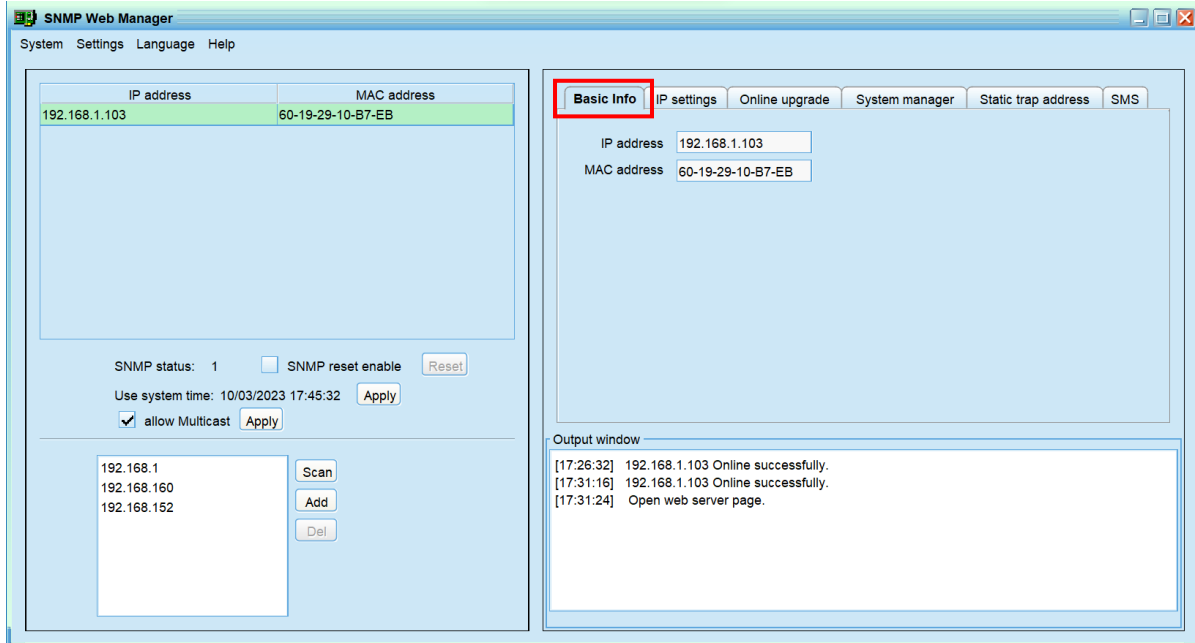 SNMP Web Manager
System Settings Language Help
IP address MAC address
192.168.1.103 60-19-29-10-B7-EB
SNMP status: 1 SNMP reset enable Reset
Use system time: 10/03/2023 17:45:32 Apply
allow Multicast Apply
192.168.1
192.168.160
192.168.152
Scan
Add
Del
Basic Info IP settings Online upgrade System manager Static trap address SMS
IP address 192.168.1.103
MAC address 60-19-29-10-B7-EB
Output window
[17:26:32] 192.168.1.103 Online successfully.
[17:31:16] 192.168.1.103 Online successfully.
[17:31:24] Open web server page.